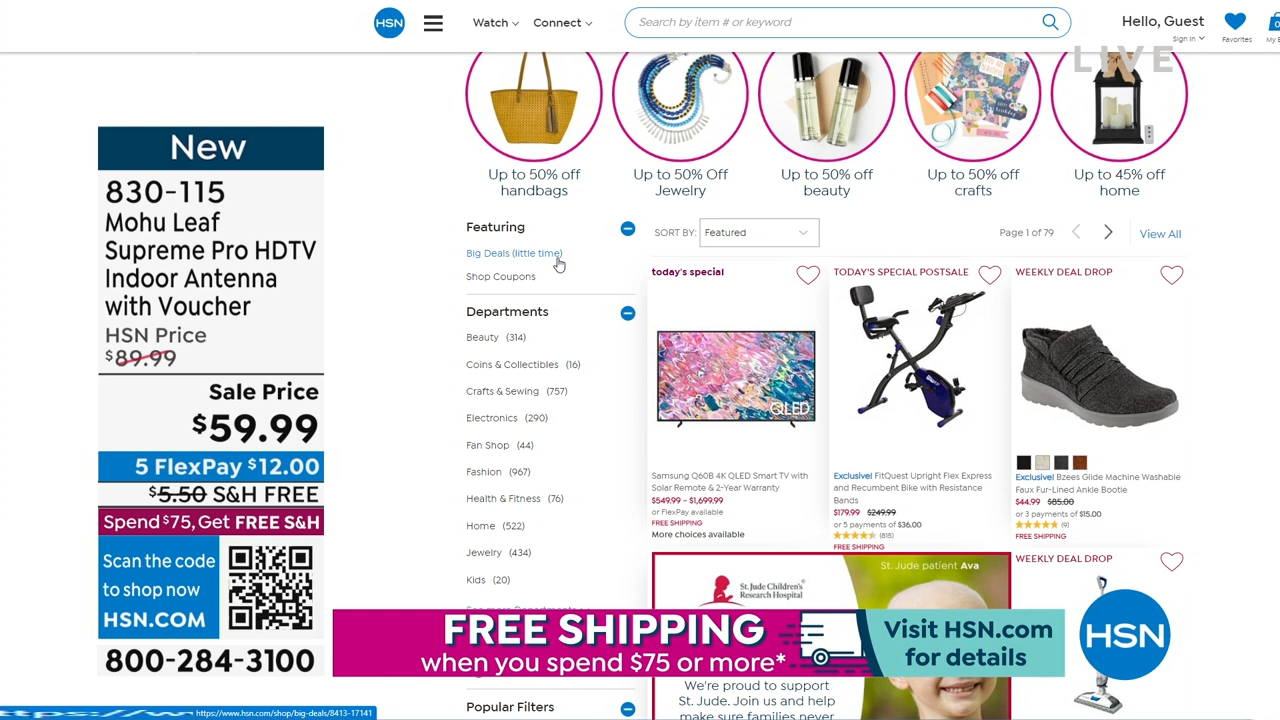 HSN
Watch
Connect
Search by item # or keyword
Hello, Guest
Sign In
Favorites
LIVE
Up to 50% off
handbags
Up to 50% Off
Jewelry
Up to 50% off
beauty
Up to 50% off
crafts
Up to 45% off
home
New
830-115
Mohu Leaf
Supreme Pro HDTV
Indoor Antenna
with Voucher
HSN Price
$89.99
Sale Price
$59.99
5 FlexPay $12.00
$5.50 S&H FREE
Spend $75, Get FREE S&H
Scan the code
to shop now
HSN.COM
800-284-3100
Featuring
Big Deals (little time)
Shop Coupons
Departments
Beauty (314)
Coins & Collectibles (16)
Crafts & Sewing (757)
Electronics (290)
Fan Shop (44)
Fashion (967)
Health & Fitness (76)
Home (522)
Jewelry (434)
Kids (20)
Popular Filters
SORT BY: Featured
Page 1 of 79
View All
today's special
QLED
Samsung Q60B 4K QLED Smart TV with
Solar Remote & 2-Year Warranty
$549.99 - $1,699.99
or FlexPay available
FREE SHIPPING
More choices available
TODAY'S SPECIAL POSTSALE
Exclusive! FitQuest Upright Flex Express
and Recumbent Bike with Resistance
Bands
$179.99 $249.99
or 5 payments of $36.00
(815)
FREE SHIPPING
WEEKLY DEAL DROP
Exclusive! Bzees Glide Machine Washable
Faux Fur-Lined Ankle Bootie
$44.99 $85.00
or 3 payments of $15.00
(9)
FREE SHIPPING
St. Jude Children's
Research Hospital
St. Jude patient Ava
WEEKLY DEAL DROP
FREE SHIPPING
when you spend $75 or more*
Visit HSN.com
for details
HSN
We're proud to support
St. Jude. Join us and help
make sure families never
https://www.hsn.com/shop/big-deals/8413-17141